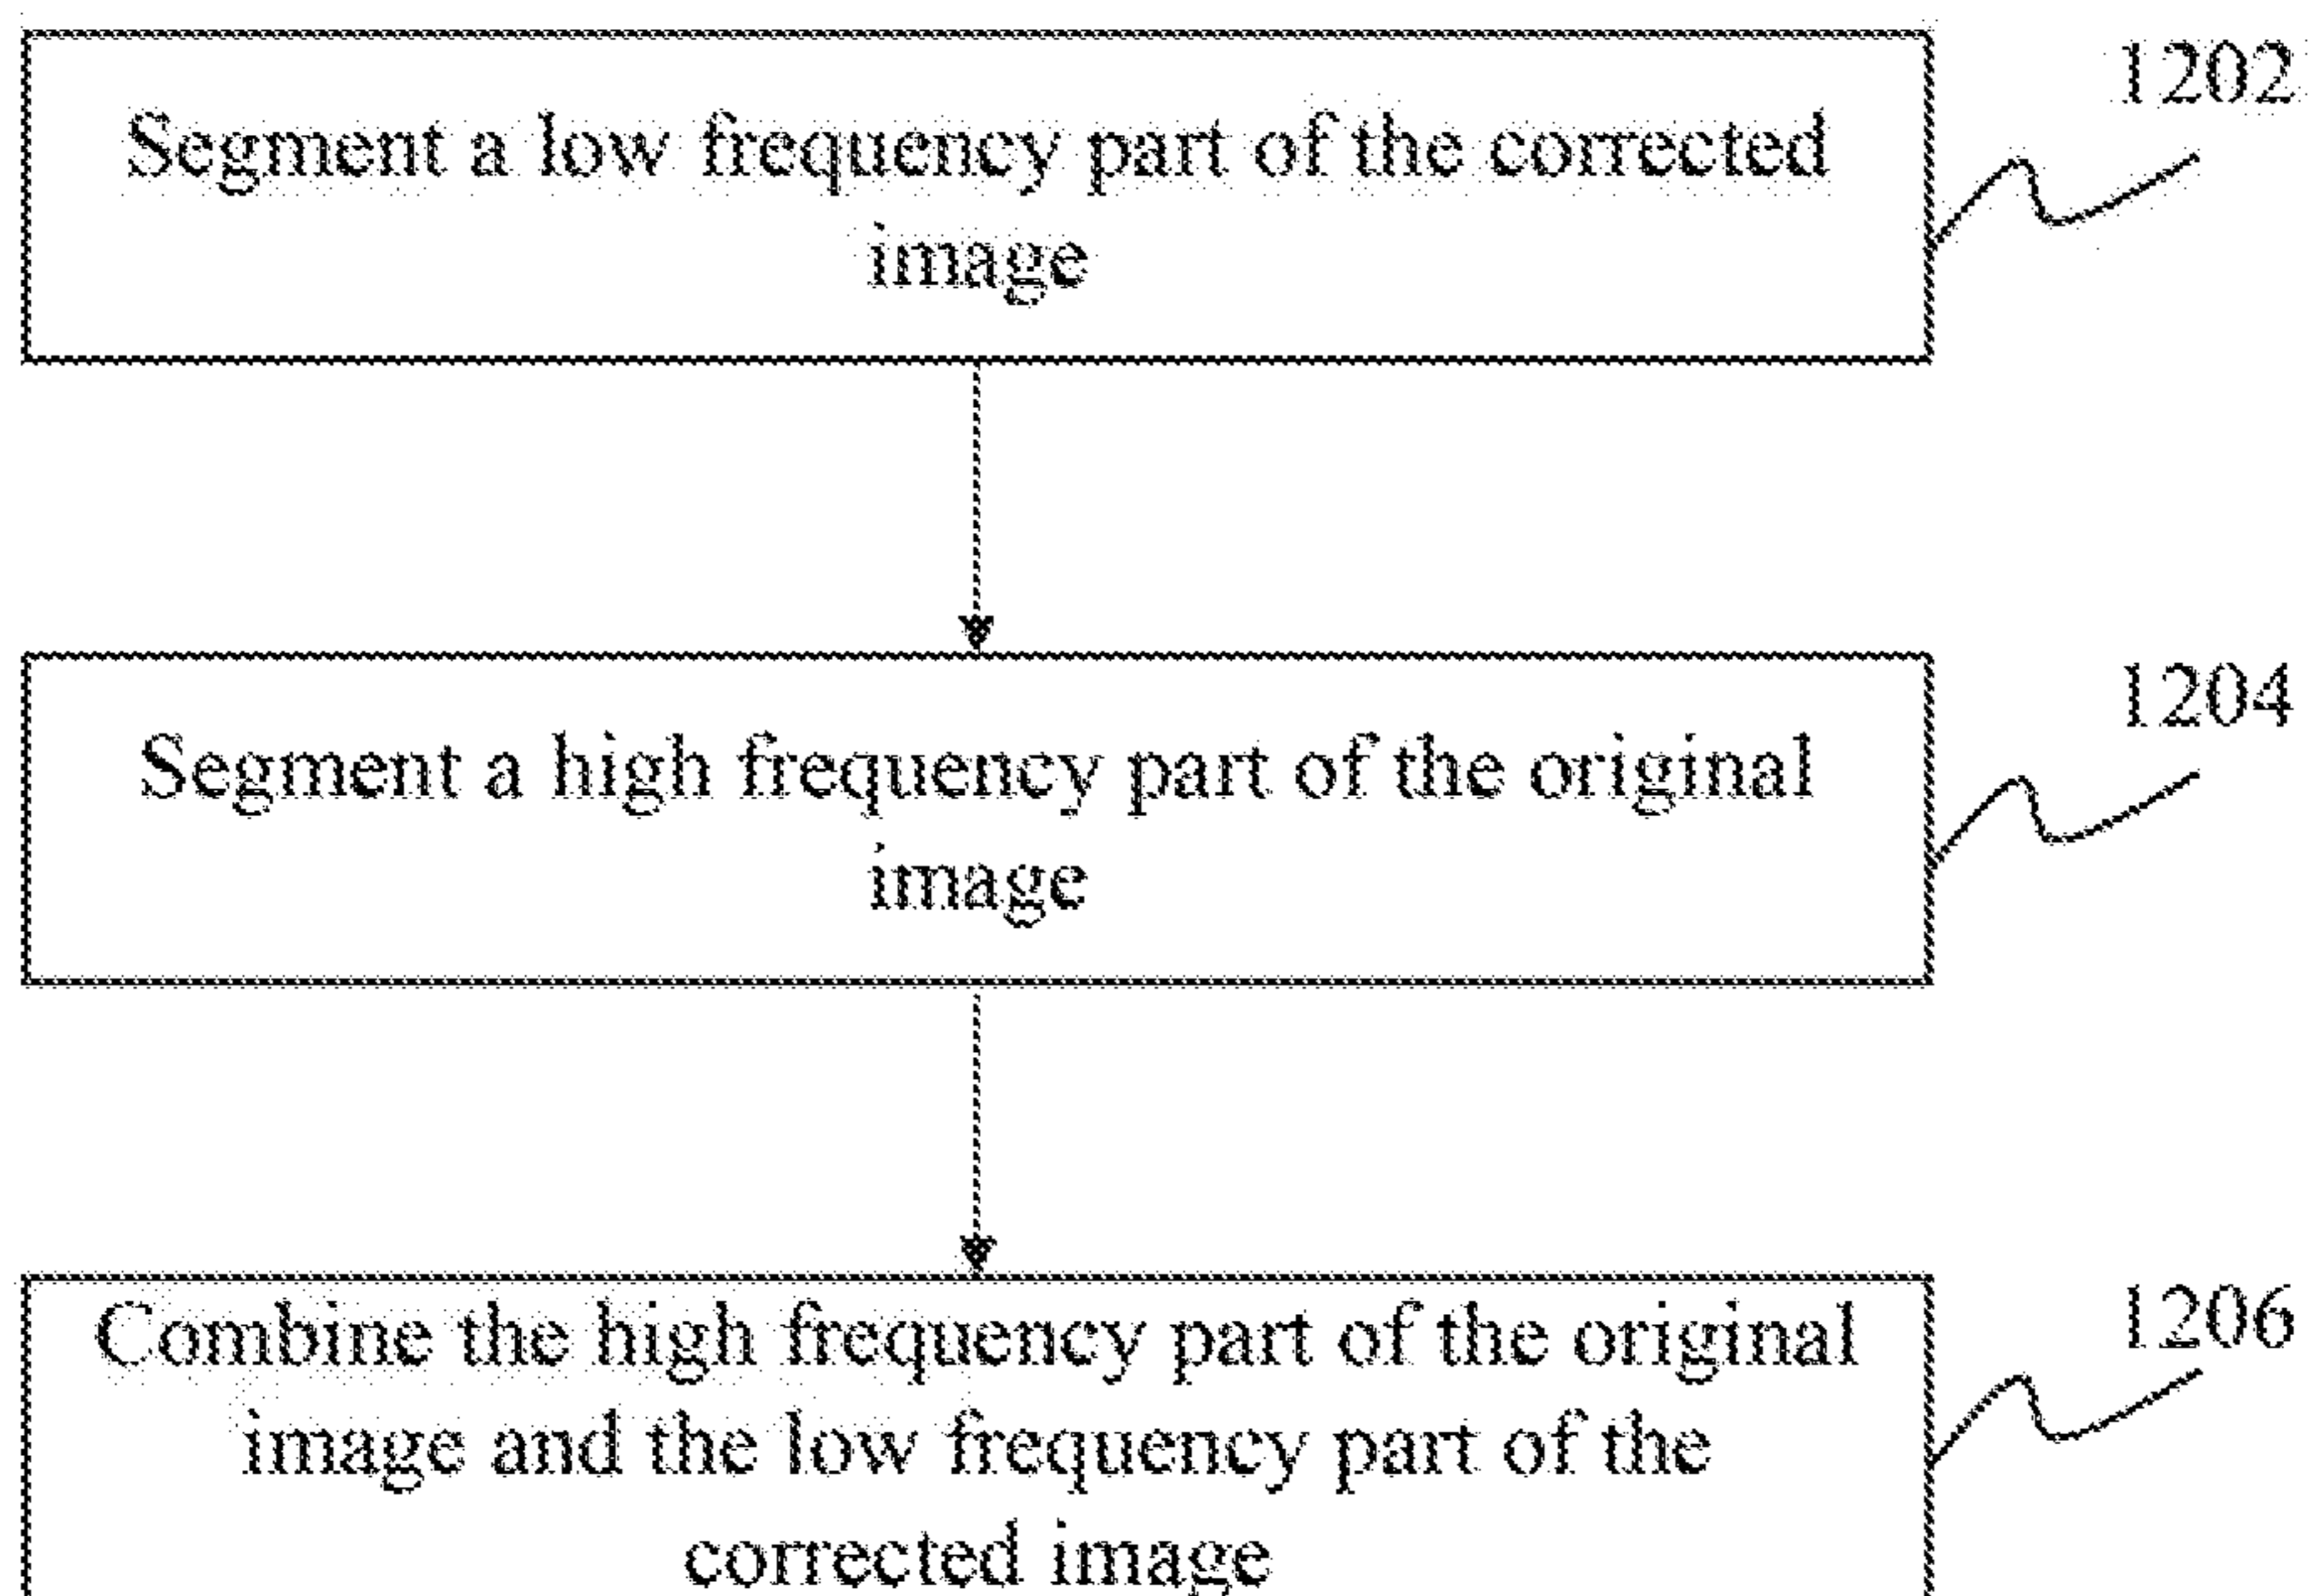 Segment a low frequency part of the corrected
image
1202
Segment a high frequency part of the original
image
1204
Combine the high frequency part of the original
image and the low frequency part of the
corrected image
1206